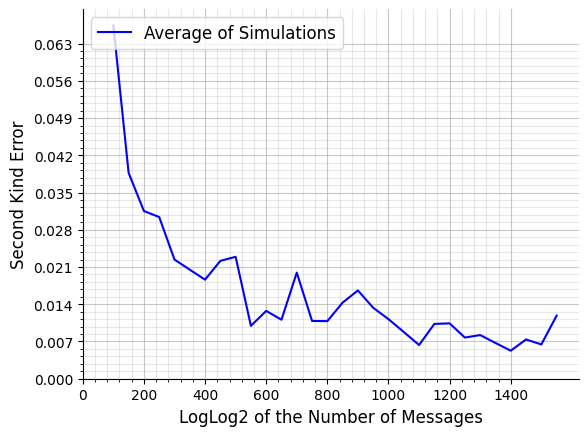 Average of Simulations
Second Kind Error
0.063
0.056
0.049
0.042
0.035
0.028
0.021
0.014
0.007
0.000
0 200 400 600 800 1000 1200 1400
LogLog2 of the Number of Messages